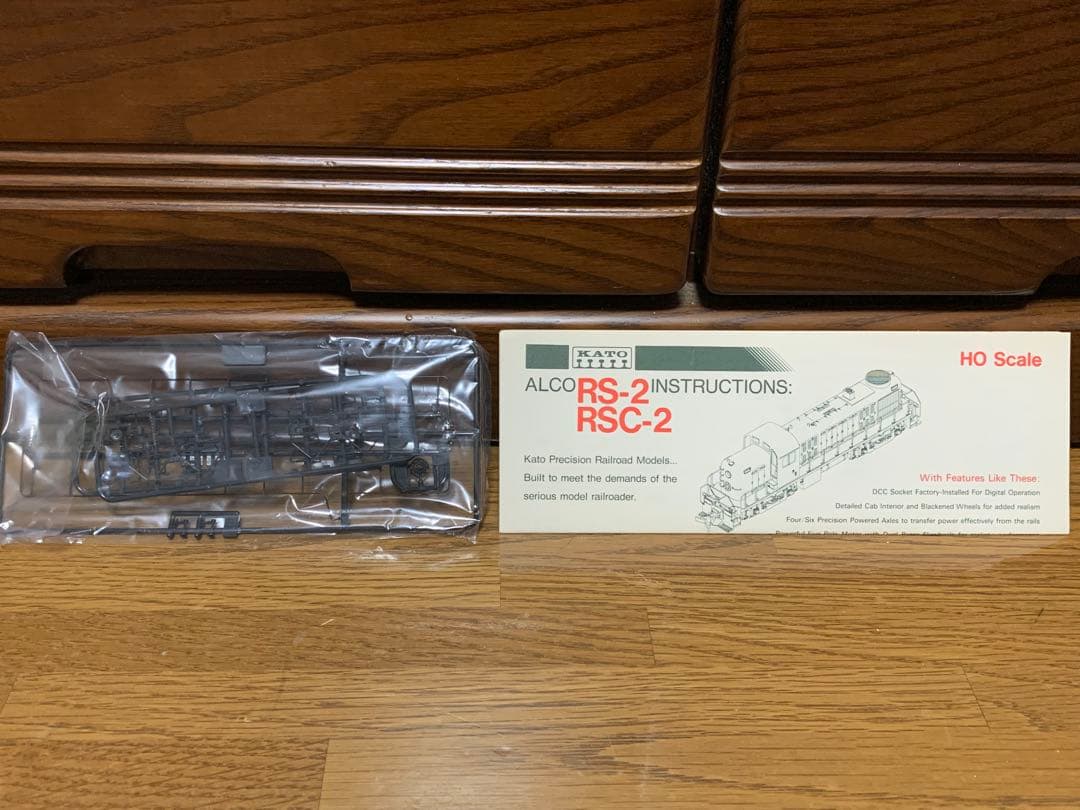 KATO
HO Scale
ALCO RS-2 INSTRUCTIONS:
RSC-2
Kato Precision Railroad Models...
Built to meet the demands of the
serious model railroader.
With Features Like These:
DCC Socket Factory-Installed For Digital Operation
Detailed Cab Interior and Blackened Wheels for added realism
Four/Six Precision Powered Axles to transfer power effectively from the rails